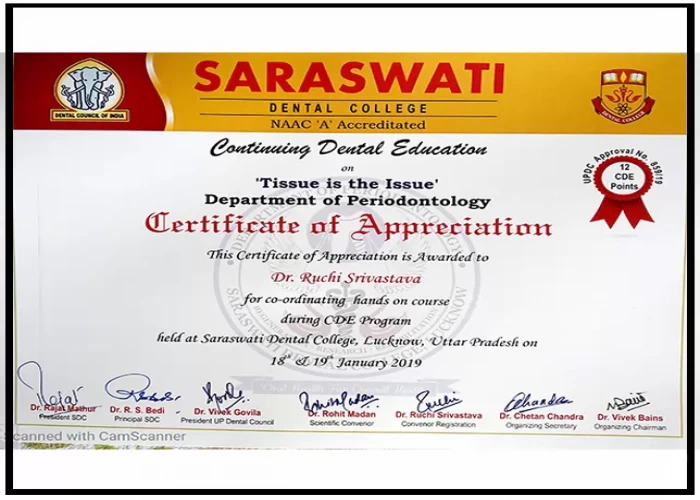 SARASWATI
DENTAL COLLEGE
NAAC 'A' Accredited
DENTAL COUNCIL OF INDIA
DENTAL COLLEGE
Continuing Dental Education
on
'Tissue is the Issue'
Department of Periodontology
UPDC Approval No. 859/19
12
CDE
Points
Certificate of Appreciation
This Certificate of Appreciation is Awarded to
Dr. Ruchi Srivastava
for co-ordinating hands on course
during CDE Program
held at Saraswati Dental College, Lucknow, Uttar Pradesh on
18th & 19th January 2019
Dr. Rajat Mathur
President SDC
Dr. R. S. Bedi
Principal SDC
Dr. Vivek Govila
President UP Dental Council
Dr. Rohit Madan
Scientific Convenor
Dr. Ruchi Srivastava
Convenor Registration
Dr. Chetan Chandra
Organizing Secretary
Dr. Vivek Bains
Organizing Chairman
scanned with CamScanner